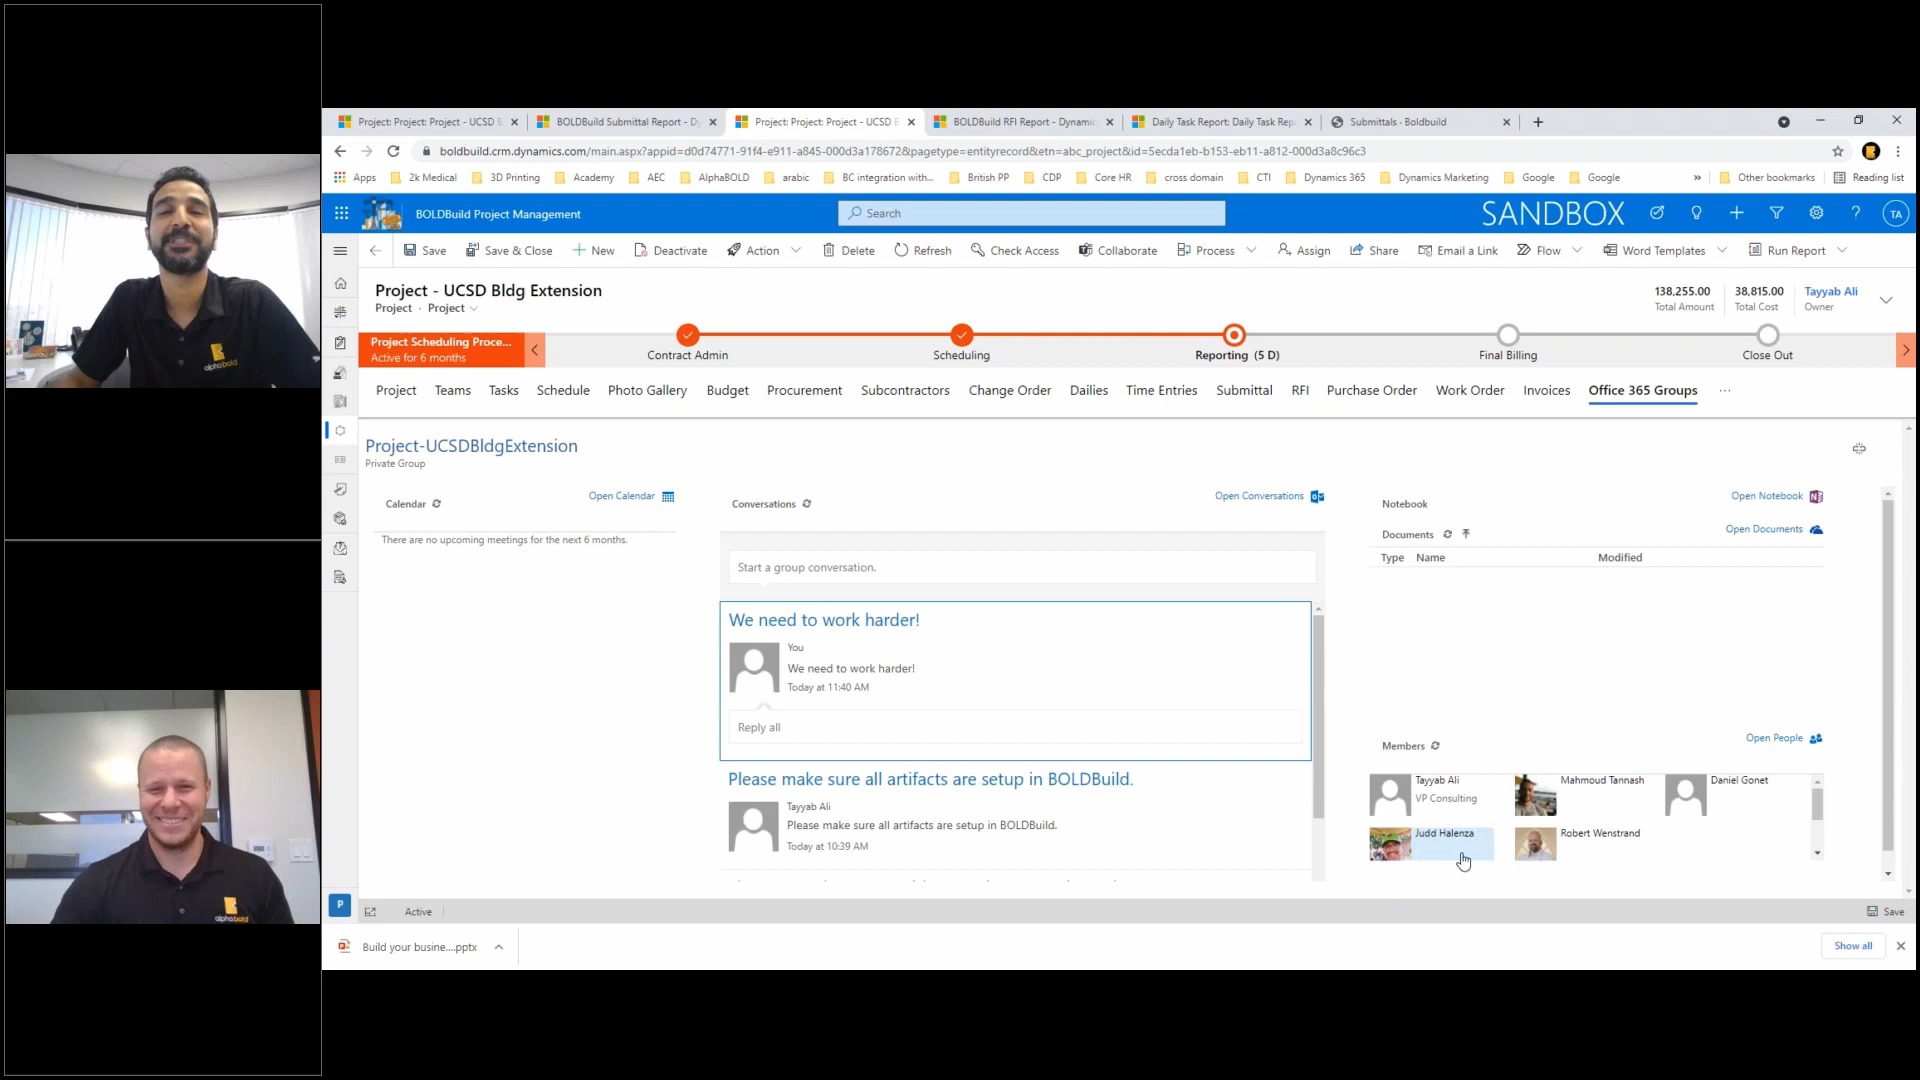 Project: Project: Project - UCSD B
BOLDBuild Submittal Report - Dy
Project: Project: Project - UCSD B
BOLDBuild RFI Report - Dynamic
Daily Task Report: Daily Task Rep
Submittals - Boldbuild
boldbuild.crm.dynamics.com/main.aspx?appid=d0d74771-91f4-e911-a845-000d3a178672&pagetype=entityrecord&etn=abc_project&id=5ecda1eb-b153-eb11-a812-000d3a8c96c3
Apps 2k Medical 3D Printing Academy AEC AlphaBOLD arabic BC integration with... British PP CDP Core HR cross domain CTI Dynamics 365 Dynamics Marketing Google Google » Other bookmarks Reading list
BOLDBuild Project Management
Search
SANDBOX
TA
Save Save & Close New Deactivate Action Delete Refresh Check Access Collaborate Process Assign Share Email a Link Flow Word Templates Run Report
Project - UCSD Bldg Extension
Project · Project
138,255.00
Total Amount
38,815.00
Total Cost
Tayyab Ali
Owner
Project Scheduling Proce...
Active for 6 months
Contract Admin
Scheduling
Reporting (5 D)
Final Billing
Close Out
Project Teams Tasks Schedule Photo Gallery Budget Procurement Subcontractors Change Order Dailies Time Entries Submittal RFI Purchase Order Work Order Invoices Office 365 Groups ...
Project-UCSDBldgExtension
Private Group
Calendar
Open Calendar
There are no upcoming meetings for the next 6 months.
Conversations
Open Conversations
Start a group conversation.
We need to work harder!
You
We need to work harder!
Today at 11:40 AM
Reply all
Please make sure all artifacts are setup in BOLDBuild.
Tayyab Ali
Please make sure all artifacts are setup in BOLDBuild.
Today at 10:39 AM
Notebook
Open Notebook
Documents
Open Documents
Type Name Modified
Members
Open People
Tayyab Ali
VP Consulting
Mahmoud Tannash
Daniel Gonet
Judd Halenza
Robert Wenstrand
P
Active
Save
Build your busine....pptx
Show all
alphabold
alphabold